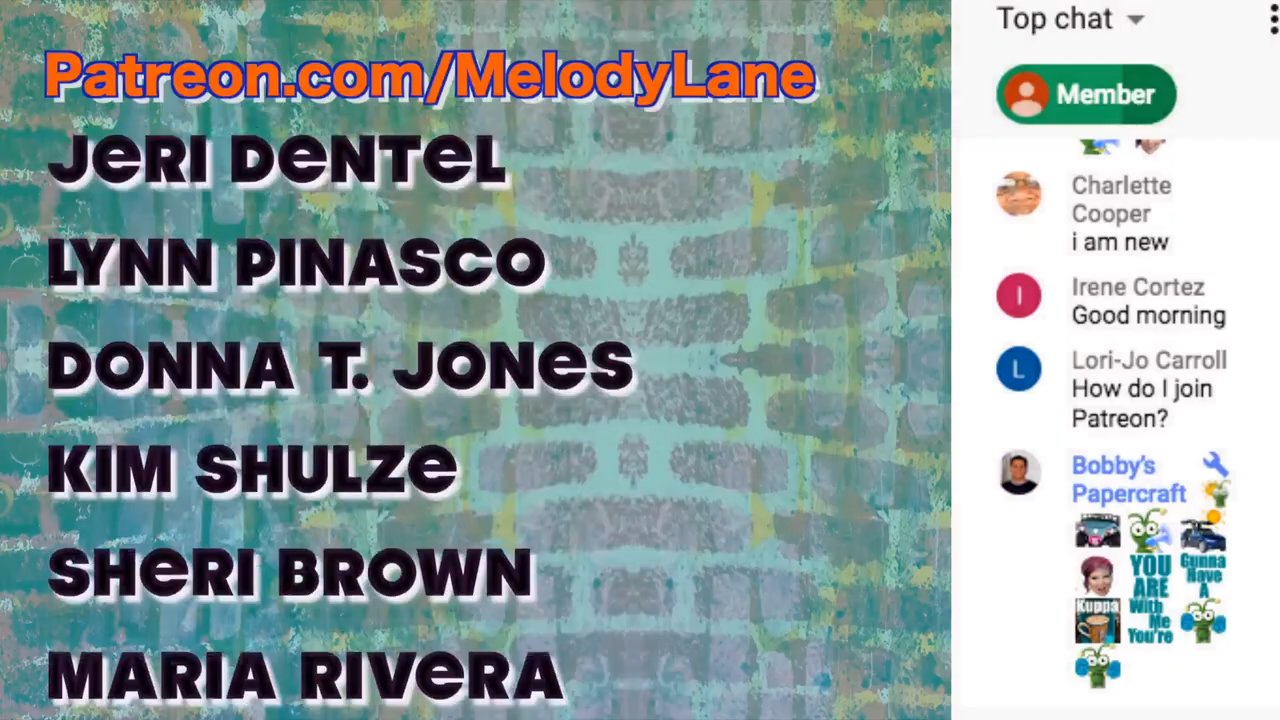 Patreon.com/MelodyLane
JeRI DeNTeL
LYNN PINASCO
DONNA T. JONeS
KIM SHULZe
SHeRI BROWN
MARIA RIVeRA
Top chat
Member
Charlette
Cooper
i am new
I
Irene Cortez
Good morning
L
Lori-Jo Carroll
How do I join
Patreon?
Bobby's
Papercraft
YOU
ARE
With
Me
You're
Gunna
Have
A
Kuppa